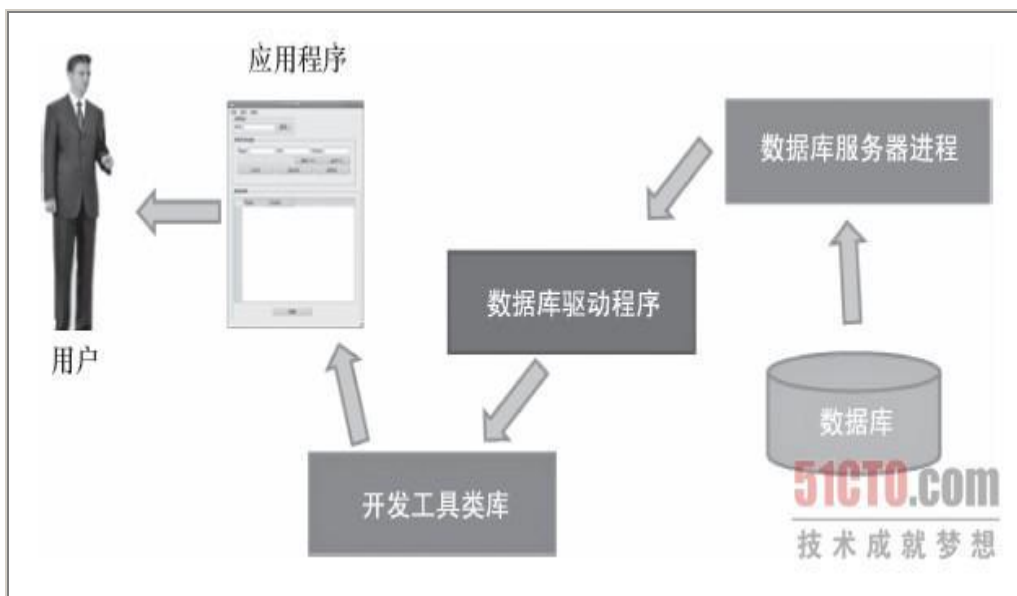 应用程序
数据库服务器进程
数据库驱动程序
用户
数据库
开发工具类库
51CTO.com
技术成就梦想